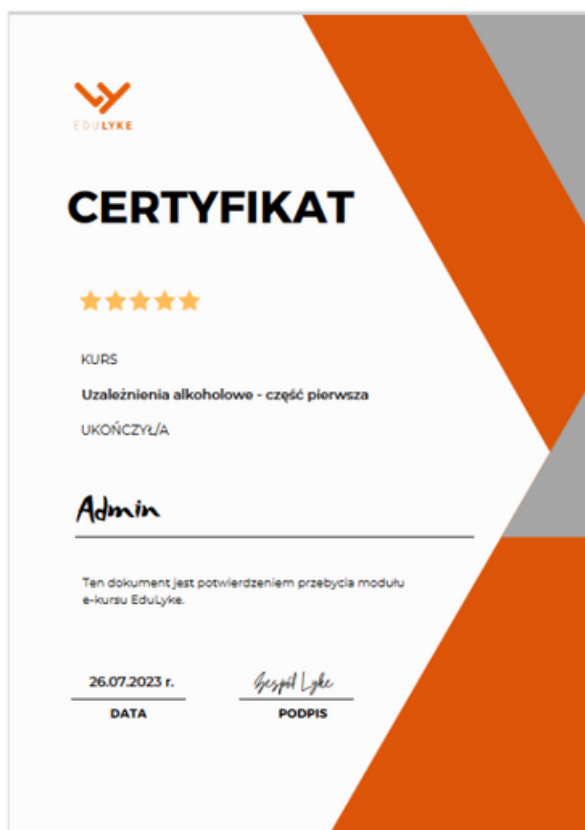 EDULYKE
CERTYFIKAT
KURS
Uzależnienia alkoholowe - część pierwsza
UKOŃCZYŁ/A
Admin
Ten dokument jest potwierdzeniem przebycia modułu
e-kursu EduLyke.
26.07.2023 r.
Zespół Lyke
DATA
PODPIS